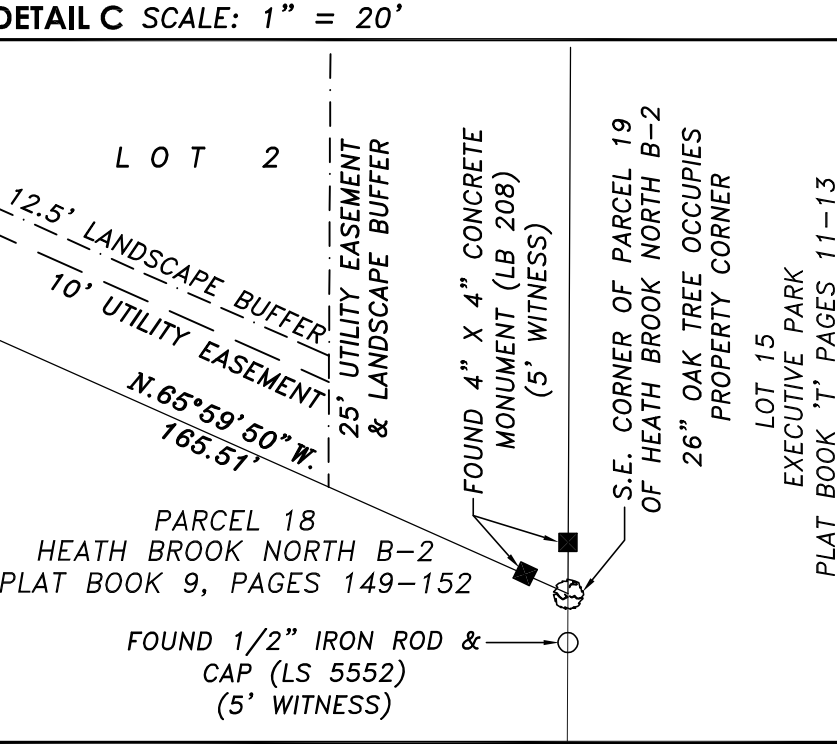 DETAIL C SCALE: 1" = 20'
LOT 2
12.5' LANDSCAPE BUFFER
10' UTILITY EASEMENT
N.65°59'50"W.
165.51'
25' UTILITY EASEMENT
& LANDSCAPE BUFFER
FOUND 4" X 4" CONCRETE
MONUMENT (LB 208)
(5' WITNESS)
S.E. CORNER OF PARCEL 19
OF HEATH BROOK NORTH B-2
26" OAK TREE OCCUPIES
PROPERTY CORNER
LOT 15
EXECUTIVE PARK
PLAT BOOK 'T' PAGES 11-13
PARCEL 18
HEATH BROOK NORTH B-2
PLAT BOOK 9, PAGES 149-152
FOUND 1/2" IRON ROD &
CAP (LS 5552)
(5' WITNESS)